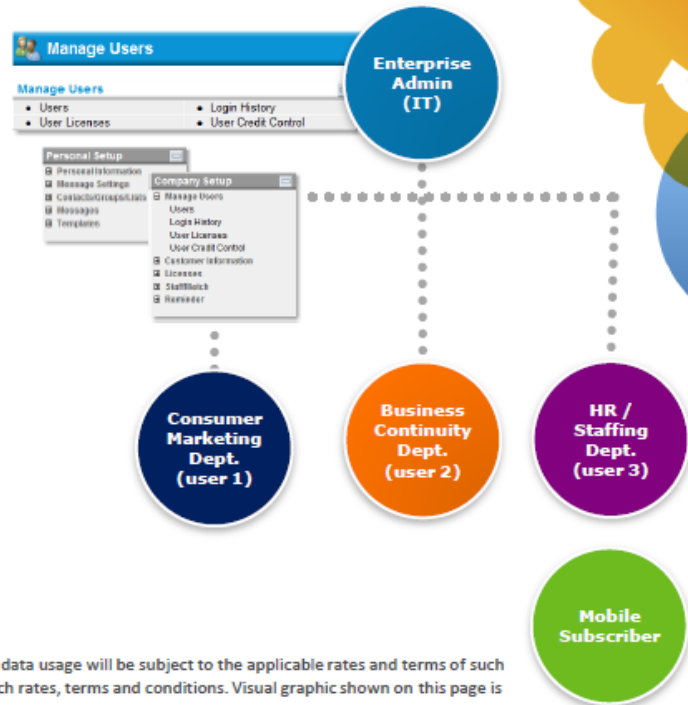 Manage Users
Manage Users
Users
Login History
User Licenses
User Credit Control
Enterprise
Admin
(IT)
Personal Setup
Personal Information
Message Settings
Contacts/Groups/Lists
Messages
Templates
Company Setup
Manage Users
Users
Login History
User Licenses
User Credit Control
Customer Information
Licenses
StaffMatch
Reminder
Consumer
Marketing
Dept.
(user 1)
Business
Continuity
Dept.
(user 2)
HR /
Staffing
Dept.
(user 3)
Mobile
Subscriber
data usage will be subject to the applicable rates and terms of such
ch rates, terms and conditions. Visual graphic shown on this page is